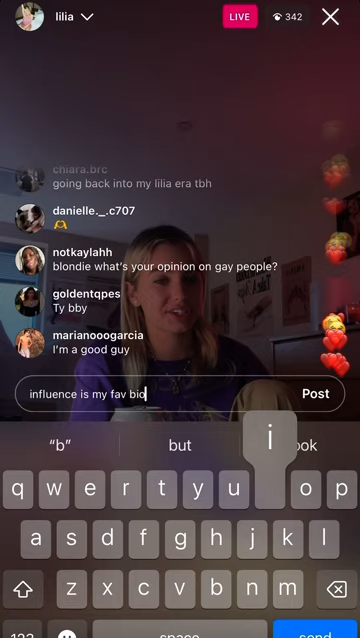 lilia
LIVE
342
chiara.brc
going back into my lilia era tbh
danielle._.c707
notkaylahh
blondie what's your opinion on gay people?
goldentqpes
Ty bby
marianooogarcia
I'm a good guy
influence is my fav bio
Post
“b”
but
i
q w e r t y u o p
a s d f g h j k l
z x c v b n m
123
space
send